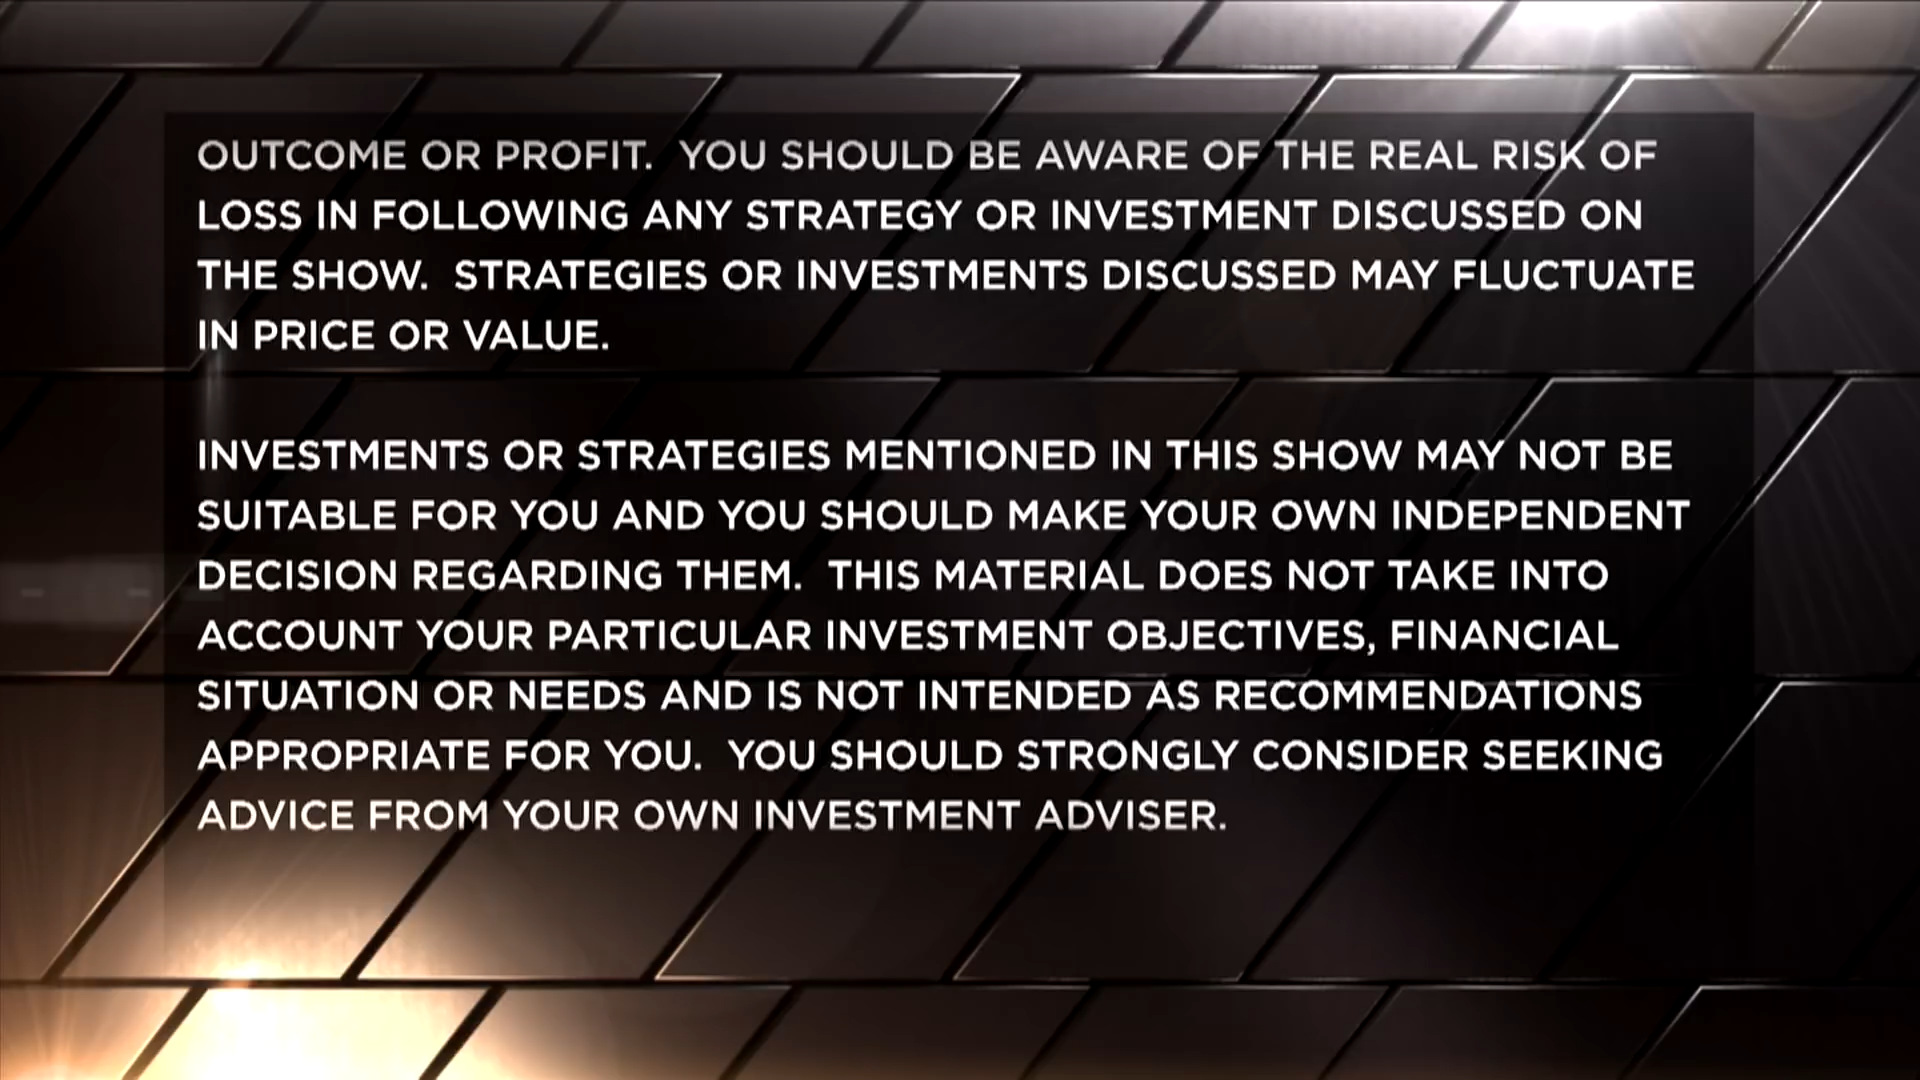 OUTCOME OR PROFIT.  YOU SHOULD BE AWARE OF THE REAL RISK OF
LOSS IN FOLLOWING ANY STRATEGY OR INVESTMENT DISCUSSED ON
THE SHOW.  STRATEGIES OR INVESTMENTS DISCUSSED MAY FLUCTUATE
IN PRICE OR VALUE.
INVESTMENTS OR STRATEGIES MENTIONED IN THIS SHOW MAY NOT BE
SUITABLE FOR YOU AND YOU SHOULD MAKE YOUR OWN INDEPENDENT
DECISION REGARDING THEM.  THIS MATERIAL DOES NOT TAKE INTO
ACCOUNT YOUR PARTICULAR INVESTMENT OBJECTIVES, FINANCIAL
SITUATION OR NEEDS AND IS NOT INTENDED AS RECOMMENDATIONS
APPROPRIATE FOR YOU.  YOU SHOULD STRONGLY CONSIDER SEEKING
ADVICE FROM YOUR OWN INVESTMENT ADVISER.